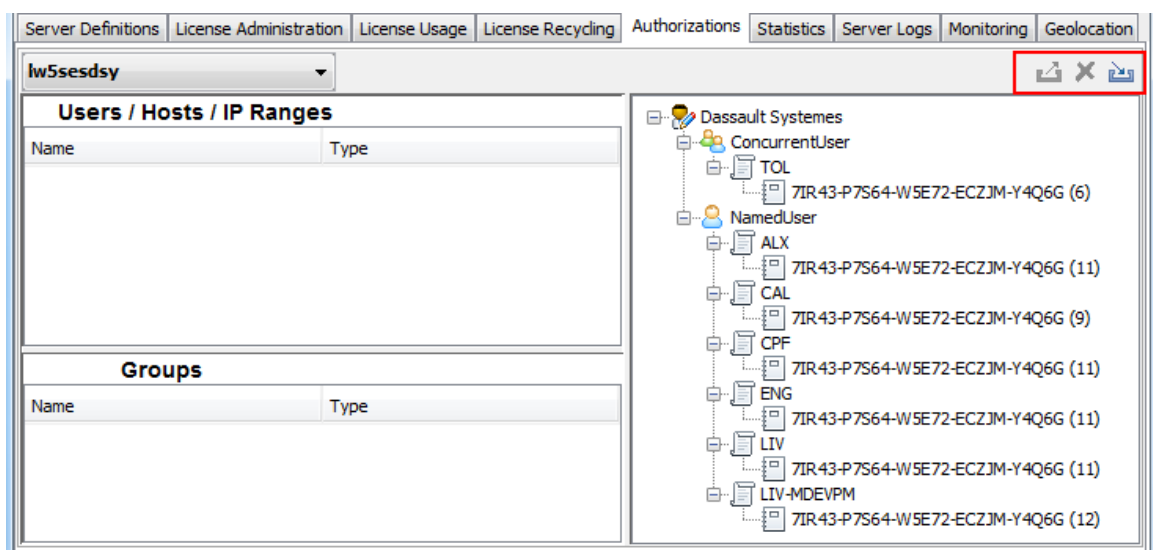 Server Definitions License Administration License Usage License Recycling Authorizations Statistics Server Logs Monitoring Geolocation
lw5sesdsy
Users / Hosts / IP Ranges
Name Type
Groups
Name Type
Dassault Systemes
ConcurrentUser
TOL
7IR43-P7S64-W5E72-ECZJM-Y4Q6G (6)
NamedUser
ALX
7IR43-P7S64-W5E72-ECZJM-Y4Q6G (11)
CAL
7IR43-P7S64-W5E72-ECZJM-Y4Q6G (9)
CPF
7IR43-P7S64-W5E72-ECZJM-Y4Q6G (11)
ENG
7IR43-P7S64-W5E72-ECZJM-Y4Q6G (11)
LIV
7IR43-P7S64-W5E72-ECZJM-Y4Q6G (11)
LIV-MDEVPM
7IR43-P7S64-W5E72-ECZJM-Y4Q6G (12)